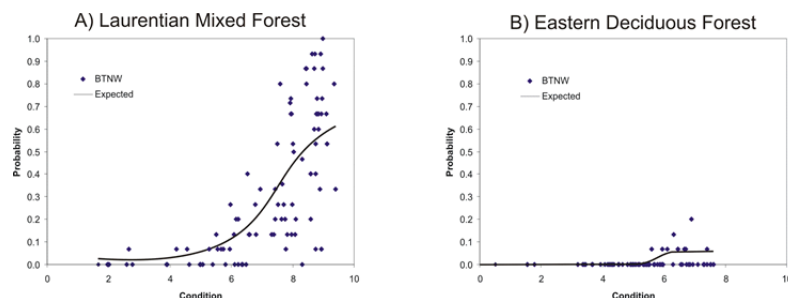 A) Laurentian Mixed Forest
1.0
0.9
0.8
0.7
0.6
0.5
0.4
0.3
0.2
0.1
0.0
Probability
BTNW
Expected
0 2 4 6 8 10
Condition
B) Eastern Deciduous Forest
1.0
0.9
0.8
0.7
0.6
0.5
0.4
0.3
0.2
0.1
0.0
Probability
BTNW
Expected
0 2 4 6 8 10
Condition